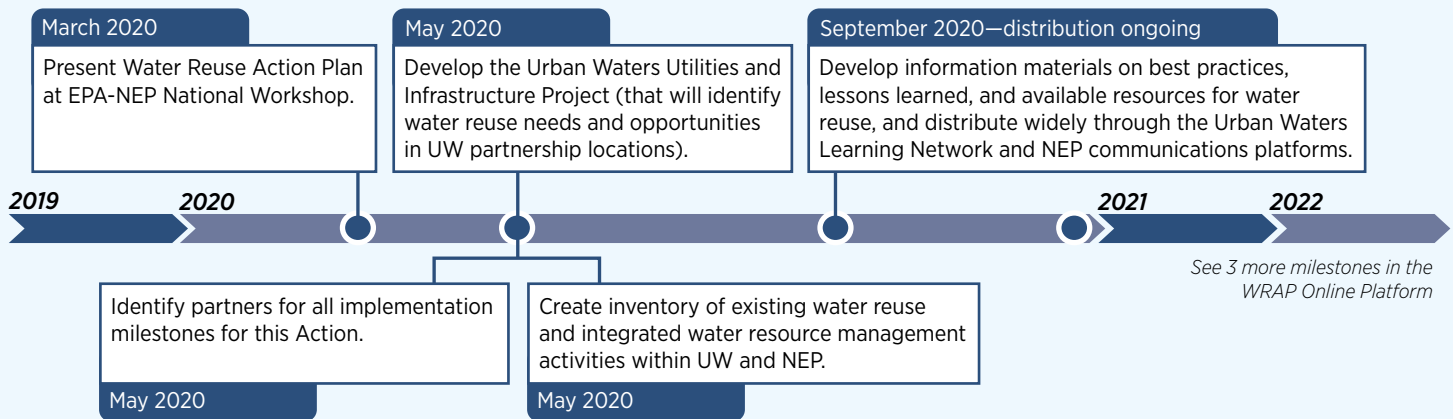 March 2020
Present Water Reuse Action Plan
at EPA-NEP National Workshop.
May 2020
Develop the Urban Waters Utilities and
Infrastructure Project (that will identify
water reuse needs and opportunities
in UW partnership locations).
September 2020—distribution ongoing
Develop information materials on best practices,
lessons learned, and available resources for water
reuse, and distribute widely through the Urban Waters
Learning Network and NEP communications platforms.
2019
2020
2021
2022
See 3 more milestones in the
WRAP Online Platform
Identify partners for all implementation
milestones for this Action.
May 2020
Create inventory of existing water reuse
and integrated water resource management
activities within UW and NEP.
May 2020